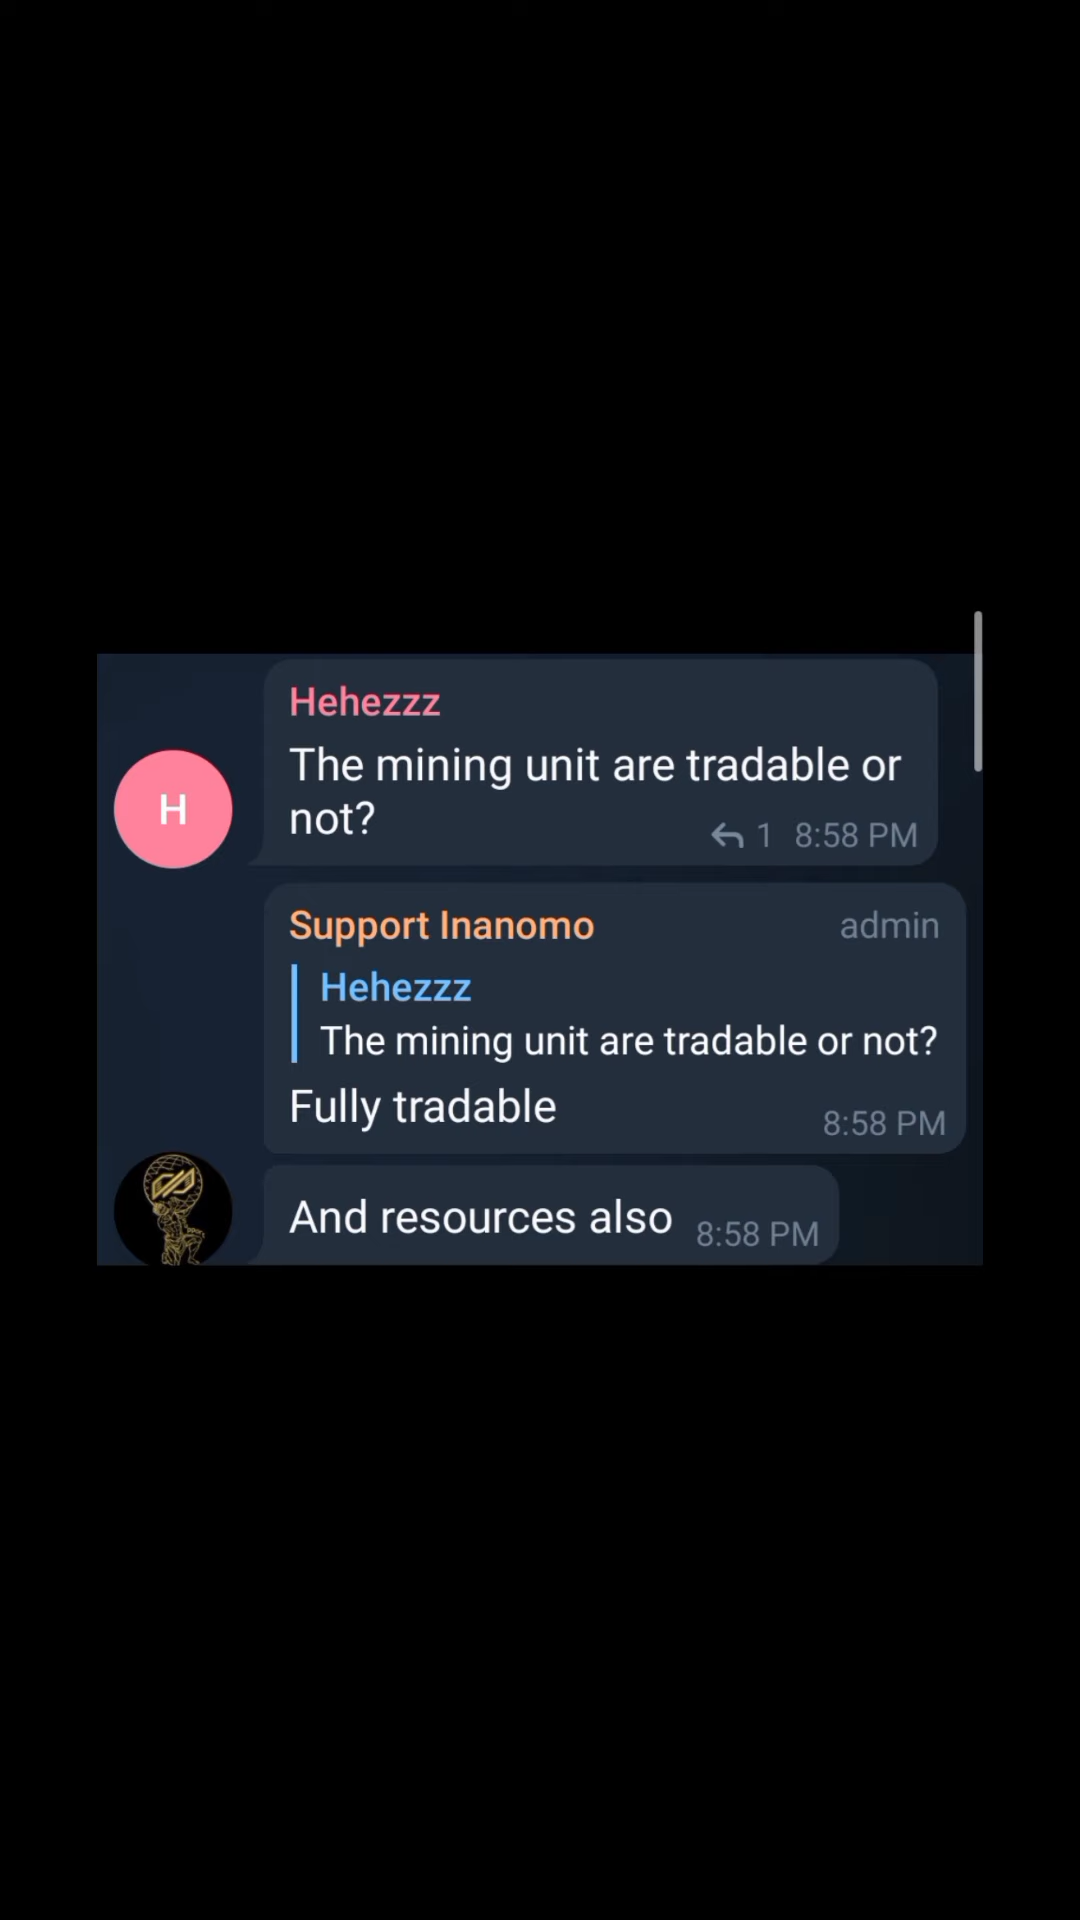 Hehezzz
The mining unit are tradable or
not?
1 8:58 PM
H
Support Inanomo admin
Hehezzz
The mining unit are tradable or not?
Fully tradable
8:58 PM
And resources also 8:58 PM